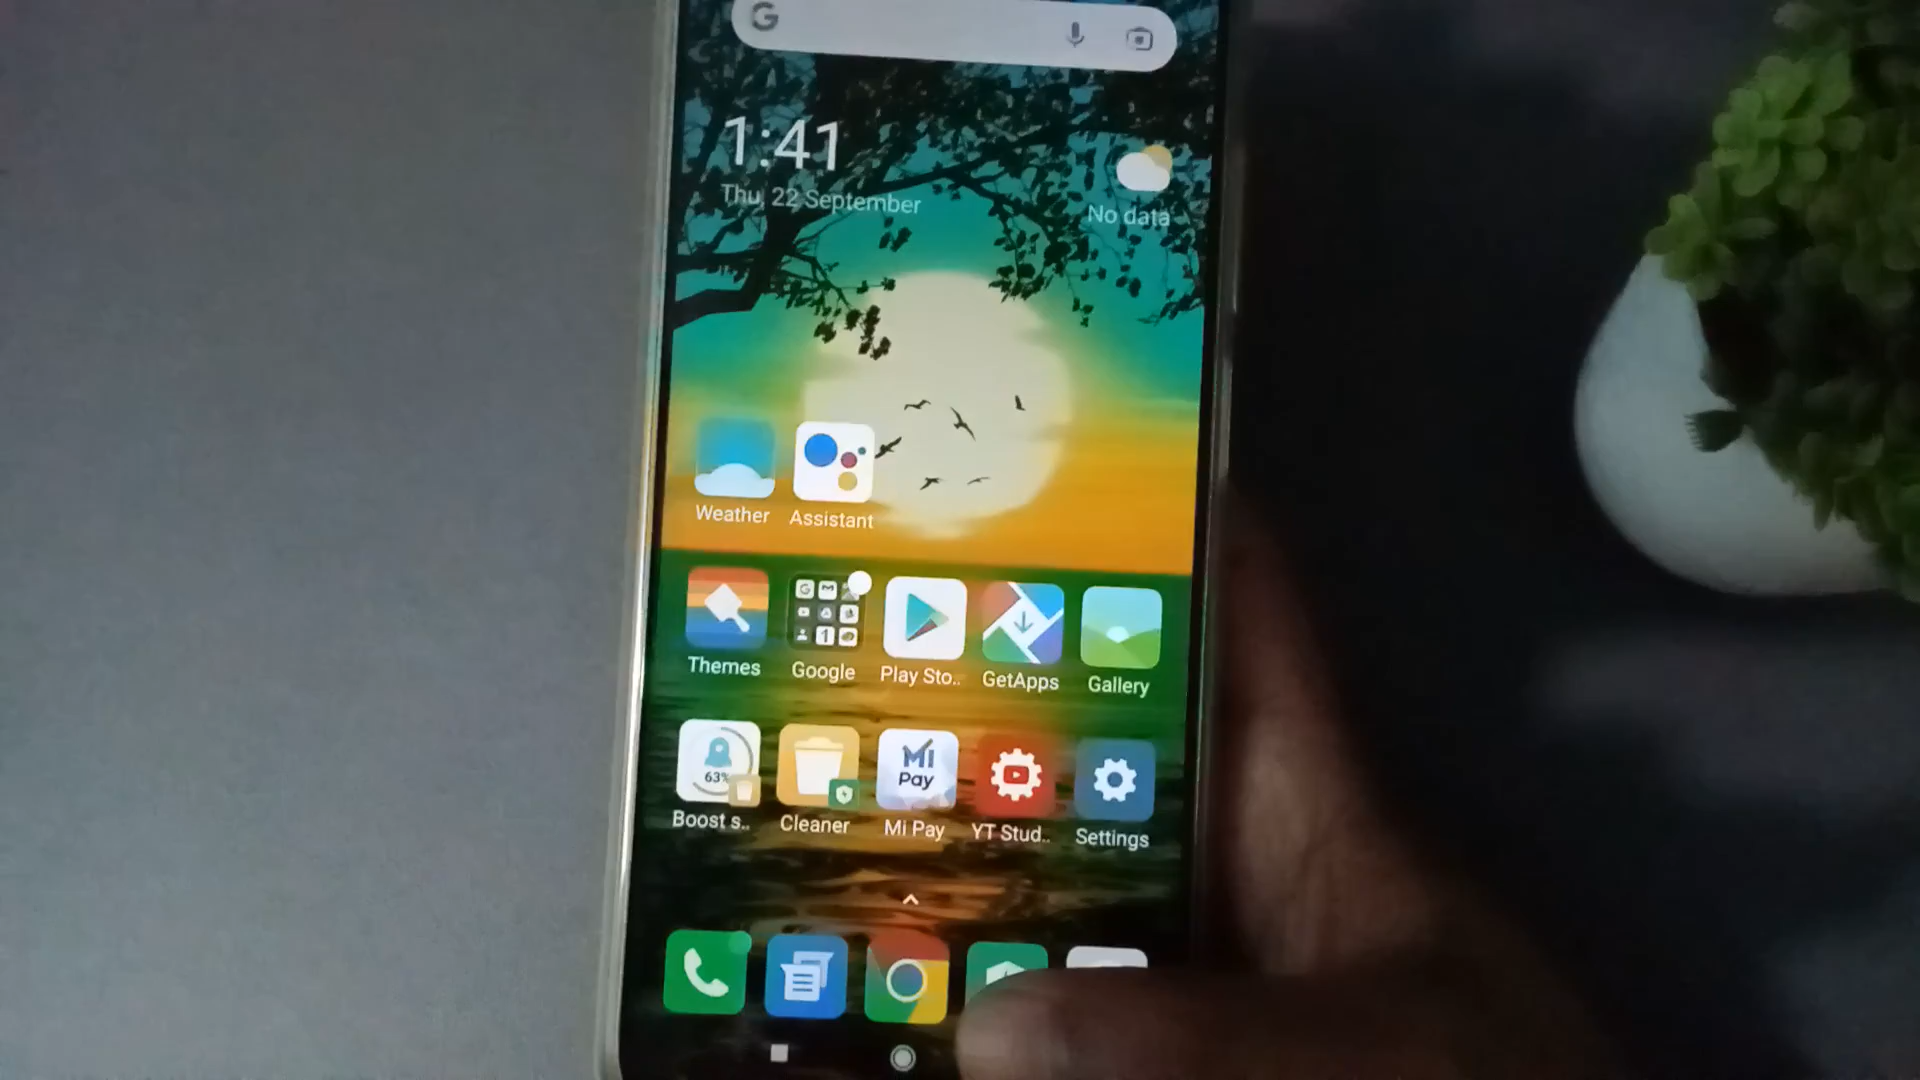 G
1:41
Thu, 22 September
No data
Weather
Assistant
Themes
Google
Play Sto..
GetApps
Gallery
63%
Mi
Pay
Boost s..
Cleaner
Mi Pay
YT Stud..
Settings